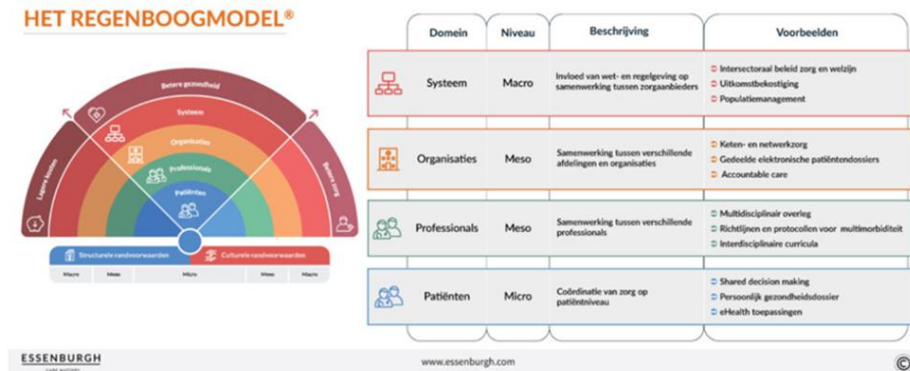 HET REGENBOOGMODEL®
Betere gezondheid
Systeem
Organisaties
Professionals
Patiënten
Lagere kosten
Betere zorg
Structurele randvoorwaarden
Culturele randvoorwaarden
Macro
Meso
Micro
Meso
Macro
Domein
Niveau
Beschrijving
Voorbeelden
Systeem
Macro
Invloed van wet- en regelgeving op
samenwerking tussen zorgaanbieders
Intersectoraal beleid zorg en welzijn
Uitkomstbekostiging
Populatiemanagement
Organisaties
Meso
Samenwerking tussen verschillende
afdelingen en organisaties
Keten- en netwerkzorg
Gedeelde elektronische patiëntendossiers
Accountable care
Professionals
Meso
Samenwerking tussen verschillende
professionals
Multidisciplinair overleg
Richtlijnen en protocollen voor multimorbiditeit
Interdisciplinaire curricula
Patiënten
Micro
Coördinatie van zorg op
patiëntniveau
Shared decision making
Persoonlijk gezondheidsdossier
eHealth toepassingen
ESSENBURGH
www.essenburgh.com
©